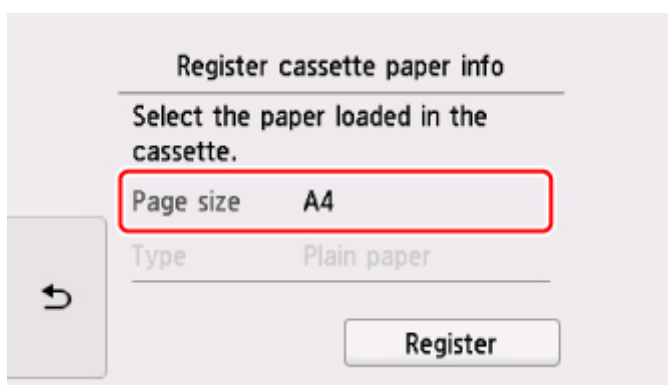 Register cassette paper info
Select the paper loaded in the
cassette.
Page size A4
Type Plain paper
Register